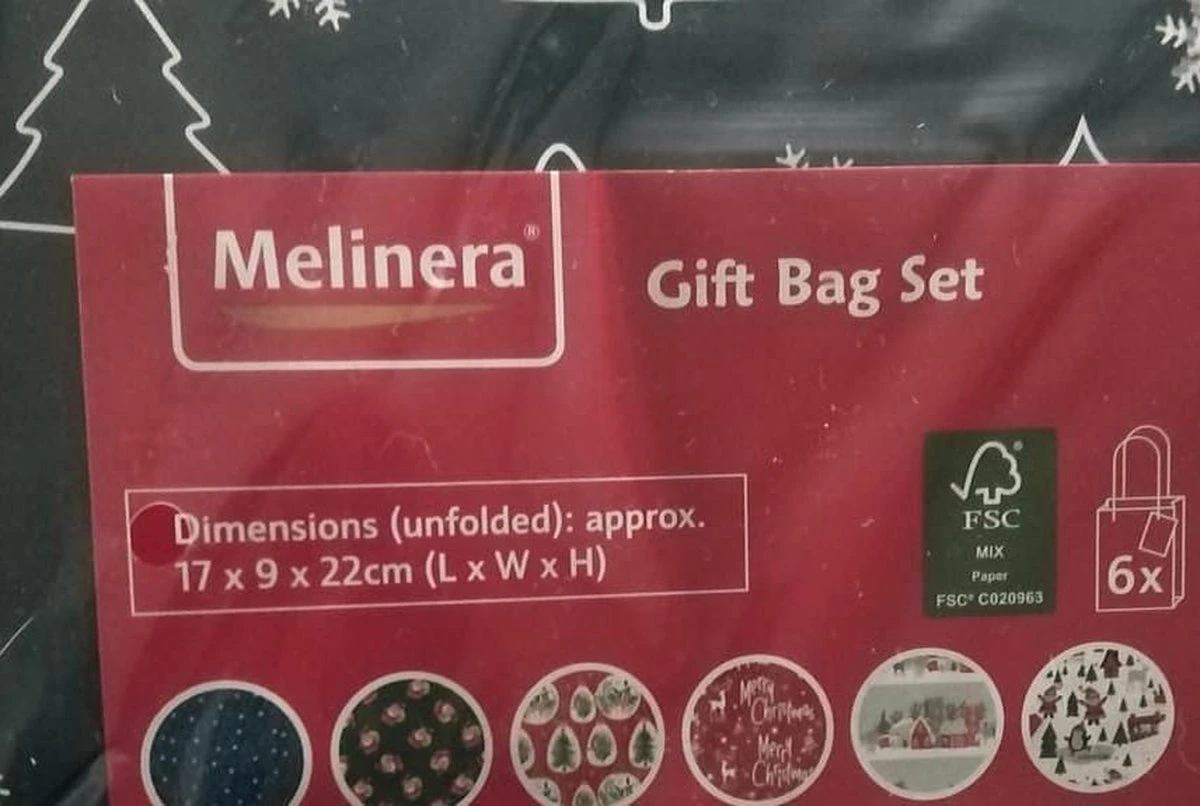 Melinera®
Gift Bag Set
Dimensions (unfolded): approx.
17 x 9 x 22cm (L x W x H)
®
FSC
MIX
Paper
FSC® C020963
6x
Merry
Christmas
Merry
Christmas